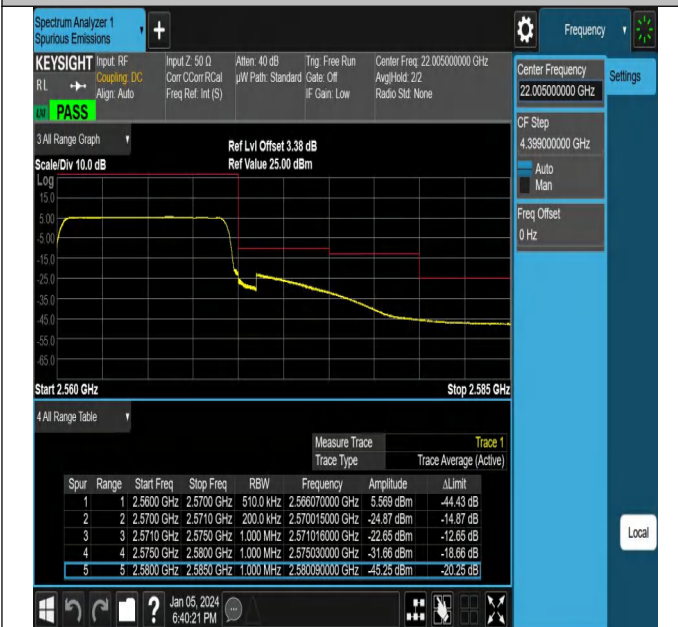 Spectrum Analyzer 1
Spurious Emissions
+
Frequency
KEYSIGHT Input: RF Input Z: 50 Ω Atten: 40 dB Trig: Free Run Center Freq: 22.005000000 GHz
RL Coupling: DC Corr CCorr RCal µW Path: Standard Gate: Off Avg|Hold: 2/2
Align: Auto Freq Ref: Int (S) IF Gain: Low Radio Std: None
PASS
Center Frequency
22.005000000 GHz
Settings
CF Step
4.399000000 GHz
Auto
Man
Freq Offset
0 Hz
Local
3 All Range Graph
Ref Lvl Offset 3.38 dB
Scale/Div 10.0 dB Ref Value 25.00 dBm
Log
15.0
5.00
-5.00
-15.0
-25.0
-35.0
-45.0
-55.0
-65.0
Start 2.560 GHz Stop 2.585 GHz
4 All Range Table
Measure Trace Trace 1
Trace Type Trace Average (Active)
Spur Range Start Freq Stop Freq RBW Frequency Amplitude ΔLimit
1 1 2.5600 GHz 2.5700 GHz 510.0 kHz 2.566070000 GHz 5.569 dBm -44.43 dB
2 2 2.5700 GHz 2.5710 GHz 200.0 kHz 2.570015000 GHz -24.87 dBm -14.87 dB
3 3 2.5710 GHz 2.5750 GHz 1.000 MHz 2.571016000 GHz -22.65 dBm -12.65 dB
4 4 2.5750 GHz 2.5800 GHz 1.000 MHz 2.575030000 GHz -31.66 dBm -18.66 dB
5 5 2.5800 GHz 2.5850 GHz 1.000 MHz 2.580090000 GHz -45.25 dBm -20.25 dB
? Jan 05, 2024
6:40:21 PM